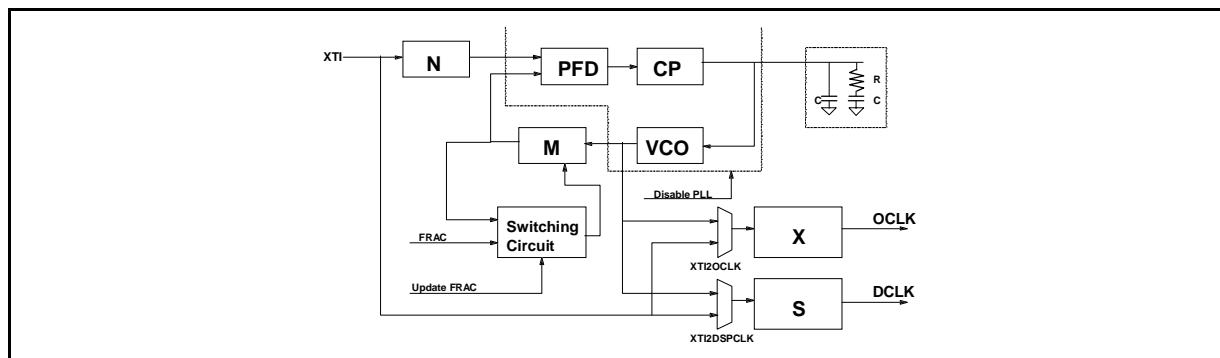 XTI
N
PFD
CP
R
C
C
M
VCO
Disable PLL
Switching
Circuit
FRAC
Update FRAC
X
OCLK
XTI2OCLK
S
DCLK
XTI2DSPCLK